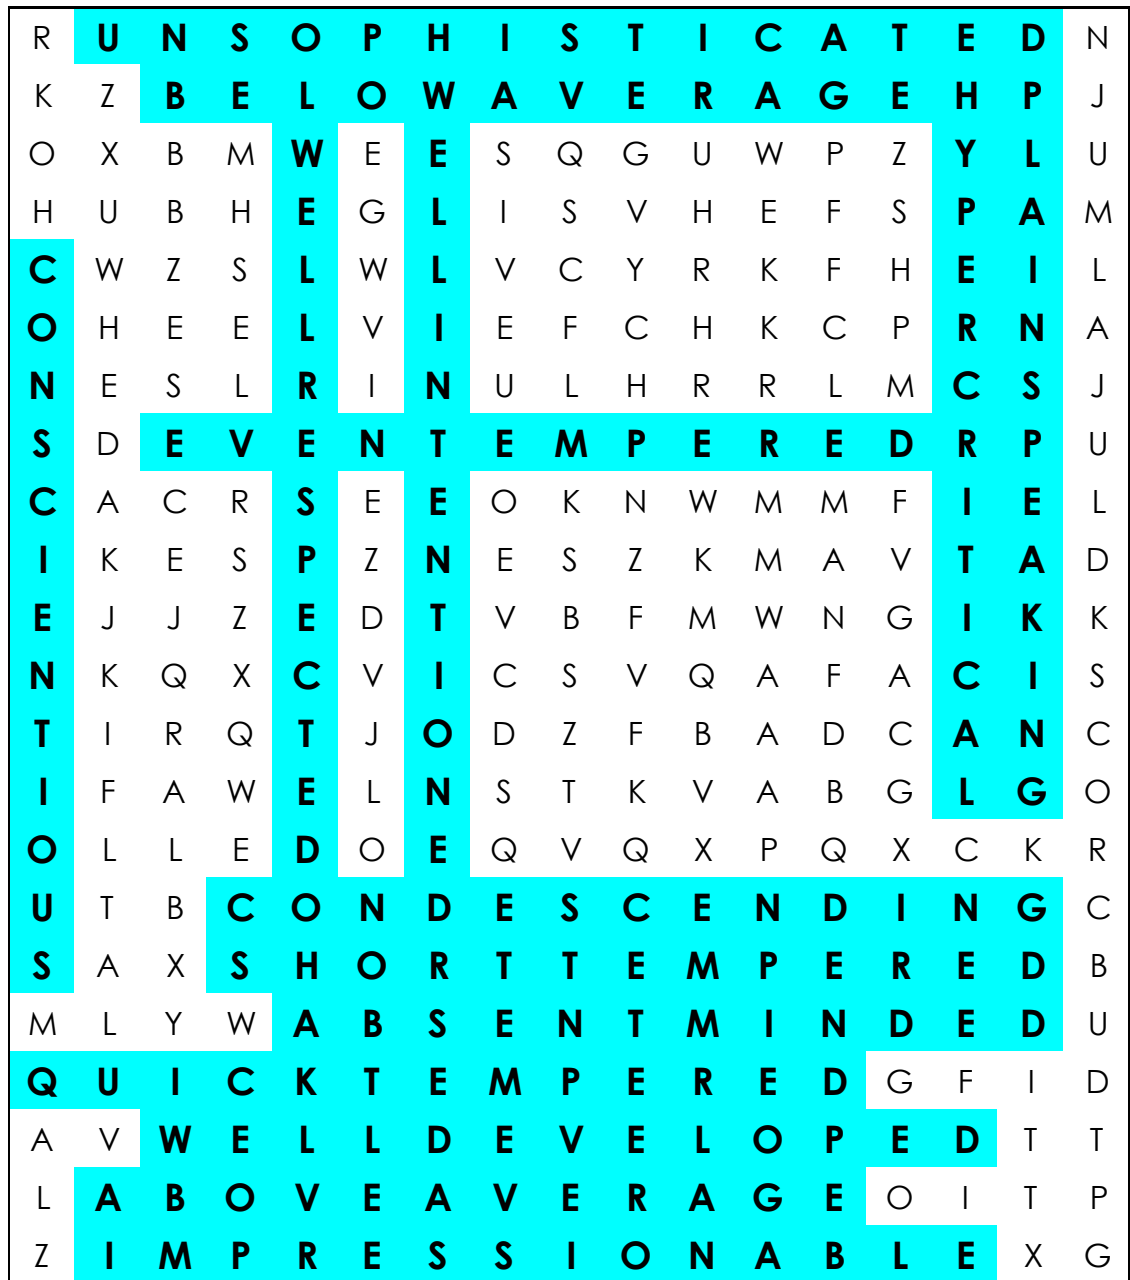 R U N S O P H I S T I C A T E D N
K Z B E L O W A V E R A G E H P J
O X B M W E E S Q G U W P Z Y L U
H U B H E G L I S V H E F S P A M
C W Z S L W L V C Y R K F H E I L
O H E E L V I E F C H K C P R N A
N E S L R I N U L H R R L M C S J
S D E V E N T E M P E R E D R P U
C A C R S E E O K N W M M F I E L
I K E S P Z N E S Z K M A V T A D
E J J Z E D T V B F M W N G I K K
N K Q X C V I C S V Q A F A C I S
T I R Q T J O D Z F B A D C A N C
I F A W E L N S T K V A B G L G O
O L L E D O E Q V Q X P Q X C K R
U T B C O N D E S C E N D I N G C
S A X S H O R T T E M P E R E D B
M L Y W A B S E N T M I N D E D U
Q U I C K T E M P E R E D G F I D
A V W E L L D E V E L O P E D T T
L A B O V E A V E R A G E O I T P
Z I M P R E S S I O N A B L E X G